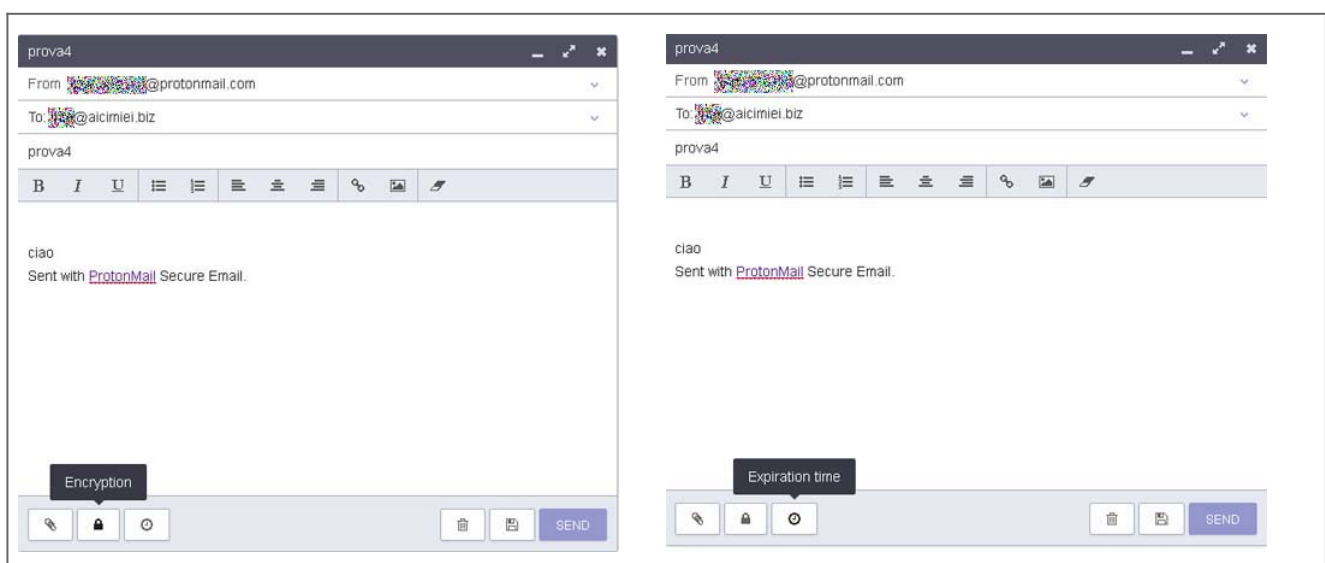 prova4
From @protonmail.com
To: @aicimiei.biz
prova4
B I U
ciao
Sent with ProtonMail Secure Email.
Encryption
SEND
prova4
From @protonmail.com
To: @aicimiei.biz
prova4
B I U
ciao
Sent with ProtonMail Secure Email.
Expiration time
SEND